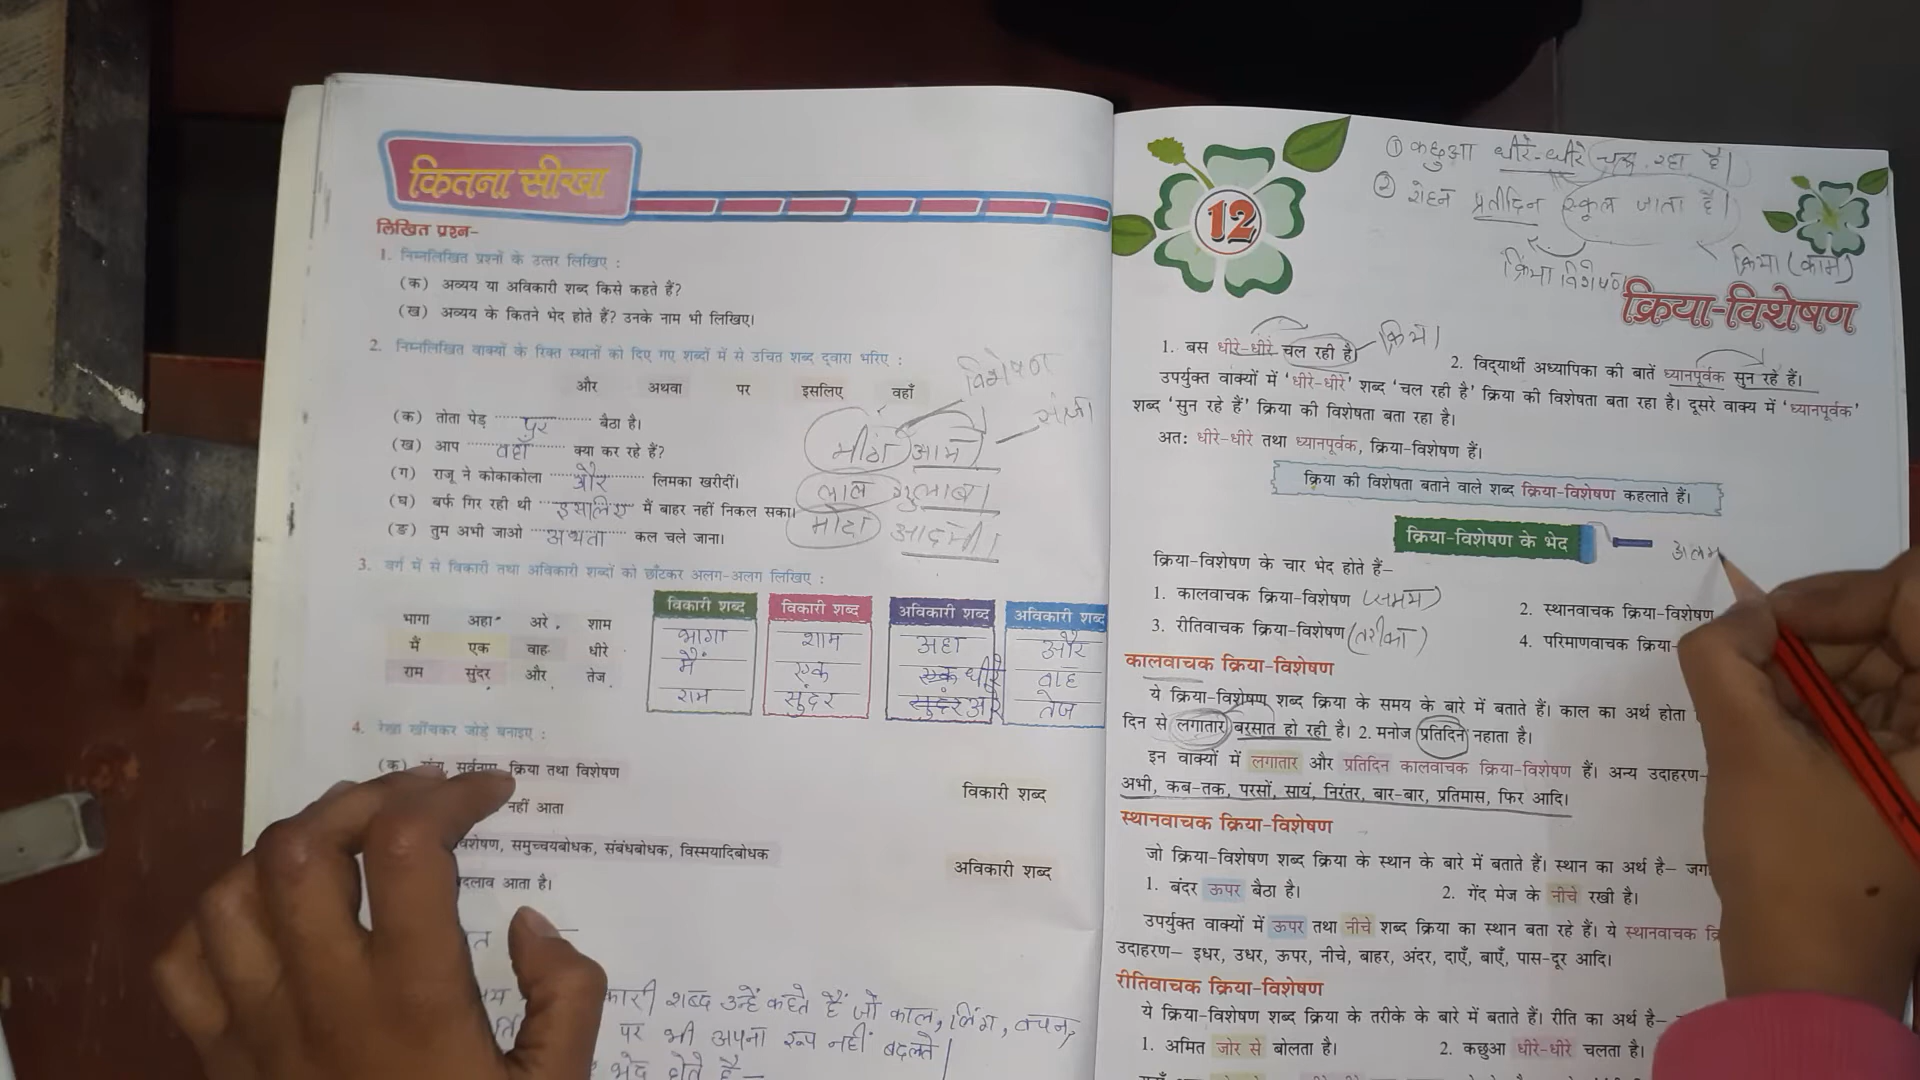 कितना सीखा
लिखित प्रश्न–
1. निम्नलिखित प्रश्नों के उत्तर लिखिए :
(क) अव्यय या अविकारी शब्द किसे कहते हैं?
(ख) अव्यय के कितने भेद होते हैं? उनके नाम भी लिखिए।
2. निम्नलिखित वाक्यों के रिक्त स्थानों को दिए गए शब्दों में से उचित शब्द द्वारा भरिए :
और अथवा पर इसलिए वहाँ
विशेषण
संज्ञा
(क) तोता पेड़ पर बैठा है।
(ख) आप वहाँ क्या कर रहे हैं?
(ग) राजू ने कोकाकोला और लिमका खरीदीं।
(घ) बर्फ गिर रही थी इसलिए मैं बाहर नहीं निकल सका।
(ङ) तुम अभी जाओ अथवा कल चले जाना।
मीठा आम
लाल गुलाब।
मोटा आदमी।
3. वर्ग में से विकारी तथा अविकारी शब्दों को छाँटकर अलग-अलग लिखिए :
भागा अहा अरे शाम
मैं एक वाह धीरे
राम सुंदर और तेज
विकारी शब्द विकारी शब्द अविकारी शब्द अविकारी शब्द
भागा शाम अहा और
मैं एक धीरे वाह
राम सुंदर अरे तेज
4. रेखा खींचकर जोड़े बनाइए :
(क) सर्वनाम, क्रिया तथा विशेषण
विकारी शब्द
नहीं आता
विशेषण, समुच्चयबोधक, संबंधबोधक, विस्मयादिबोधक
अविकारी शब्द
बदलाव आता है।
कारी शब्द उन्हें कहते हैं जो काल, लिंग, वचन,
पर भी अपना रूप नहीं बदलते।
भेद होते है –
12
① कछुआ धीरे-धीरे चल रहा है।
② रोहन प्रतीदिन स्कूल जाता है।
क्रिया विशेषण
क्रिया (काम)
क्रिया-विशेषण
1. बस धीरे-धीरे चल रही है। 2. विद्यार्थी अध्यापिका की बातें ध्यानपूर्वक सुन रहे हैं।
उपर्युक्त वाक्यों में ‘धीरे-धीरे’ शब्द ‘चल रही है’ क्रिया की विशेषता बता रहा है। दूसरे वाक्य में ‘ध्यानपूर्वक’
शब्द ‘सुन रहे हैं’ क्रिया की विशेषता बता रहा है।
अतः धीरे-धीरे तथा ध्यानपूर्वक, क्रिया-विशेषण हैं।
क्रिया की विशेषता बताने वाले शब्द क्रिया-विशेषण कहलाते हैं।
क्रिया-विशेषण के भेद
क्रिया-विशेषण के चार भेद होते हैं–
1. कालवाचक क्रिया-विशेषण (समय) 2. स्थानवाचक क्रिया-विशेषण
3. रीतिवाचक क्रिया-विशेषण (तरीका) 4. परिमाणवाचक क्रिया-
कालवाचक क्रिया-विशेषण
ये क्रिया-विशेषण शब्द क्रिया के समय के बारे में बताते हैं। काल का अर्थ होता
दिन से लगातार बरसात हो रही है। 2. मनोज प्रतिदिन नहाता है।
इन वाक्यों में लगातार और प्रतिदिन कालवाचक क्रिया-विशेषण हैं। अन्य उदाहरण–
अभी, कब-तक, परसों, सायं, निरंतर, बार-बार, प्रतिमास, फिर आदि।
स्थानवाचक क्रिया-विशेषण
जो क्रिया-विशेषण शब्द क्रिया के स्थान के बारे में बताते हैं। स्थान का अर्थ है–
1. बंदर ऊपर बैठा है। 2. गेंद मेज के नीचे रखी है।
उपर्युक्त वाक्यों में ऊपर तथा नीचे शब्द क्रिया का स्थान बता रहे हैं। ये स्थानवाचक
उदाहरण– इधर, उधर, ऊपर, नीचे, बाहर, अंदर, दाएँ, बाएँ, पास-दूर आदि।
रीतिवाचक क्रिया-विशेषण
ये क्रिया-विशेषण शब्द क्रिया के तरीके के बारे में बताते हैं। रीति का अर्थ है–
1. अमित जोर से बोलता है। 2. कछुआ धीरे-धीरे चलता है।